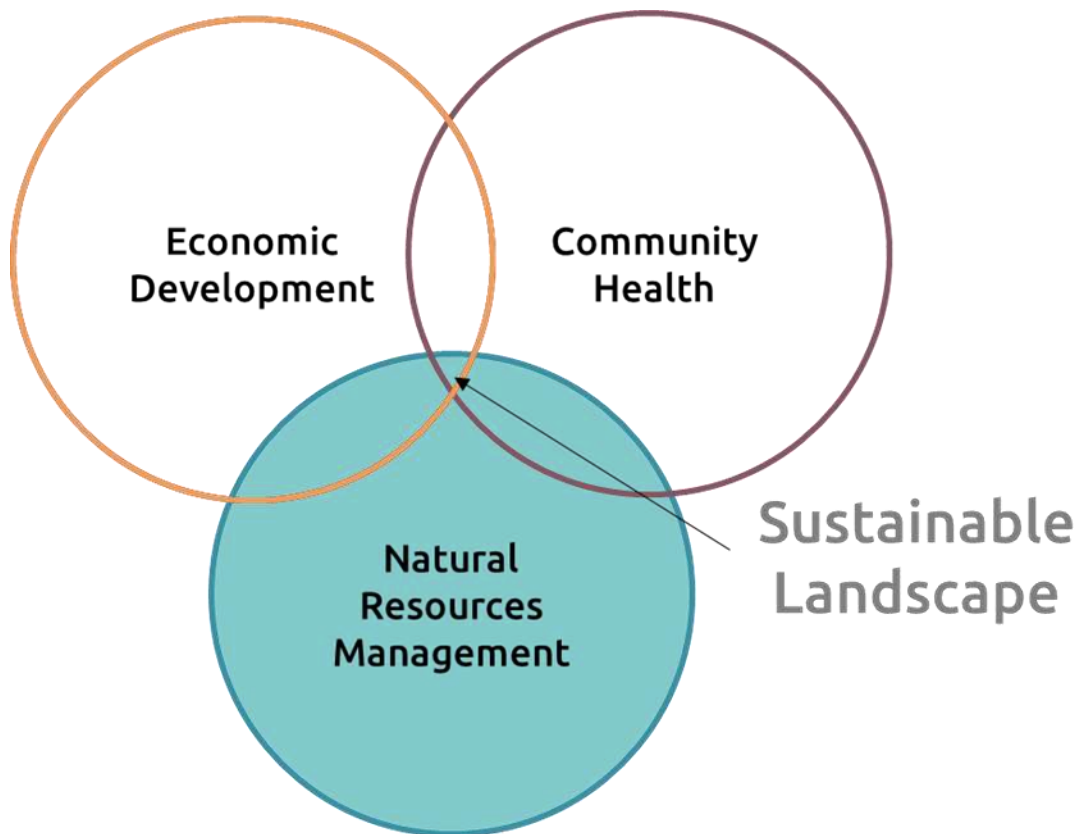 Economic
Development
Community
Health
Natural
Resources
Management
Sustainable
Landscape